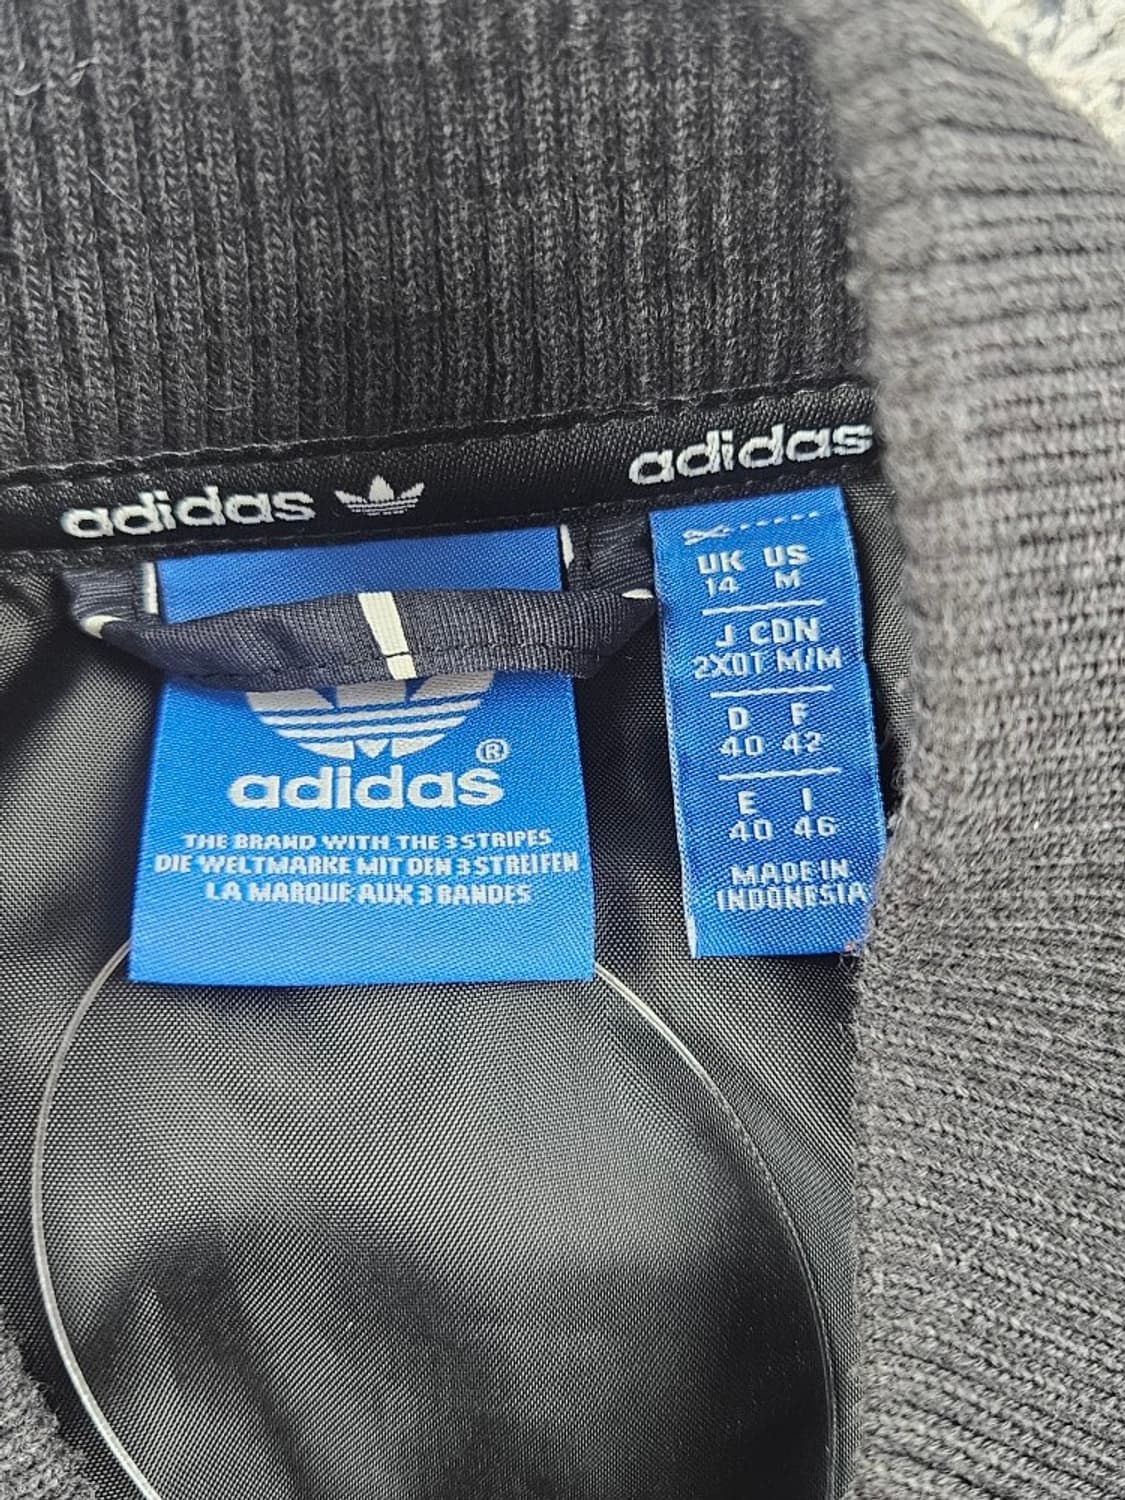 adidas
adidas
adidas®
THE BRAND WITH THE 3 STRIPES
DIE WELTMARKE MIT DEN 3 STREIFEN
LA MARQUE AUX 3 BANDES
UK US
14 M
J CDN
2XOT M/M
D F
40 42
E I
40 46
MADE IN
INDONESIA